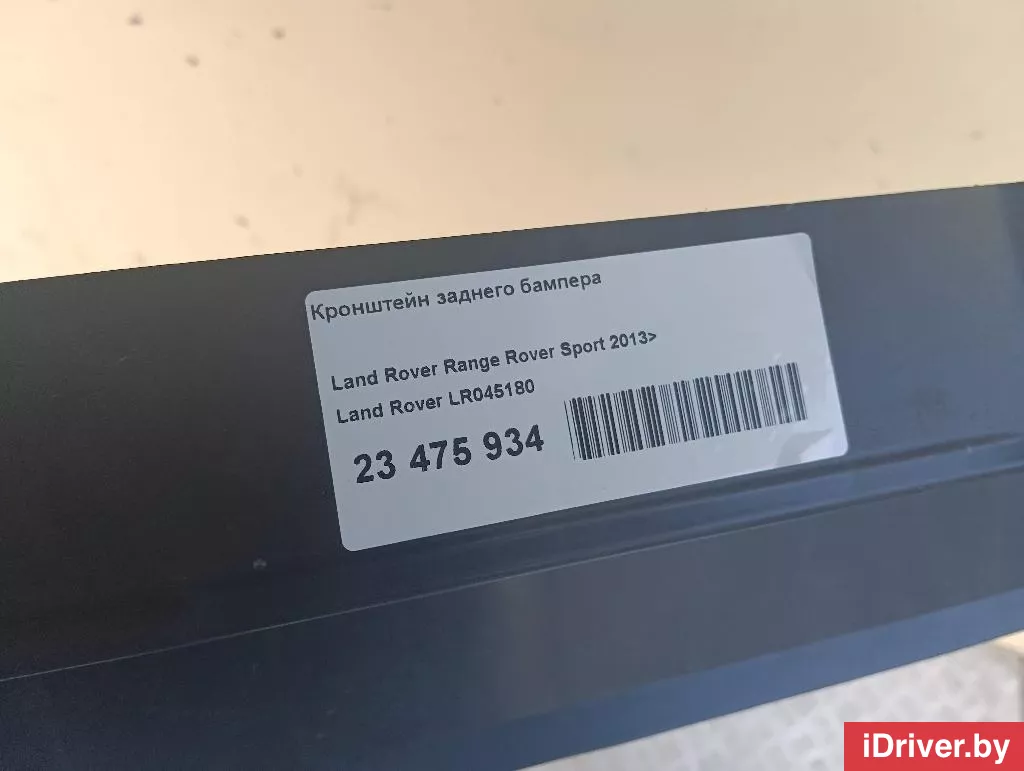 Кронштейн заднего бампера
Land Rover Range Rover Sport 2013>
Land Rover LR045180
23 475 934
iDriver.by